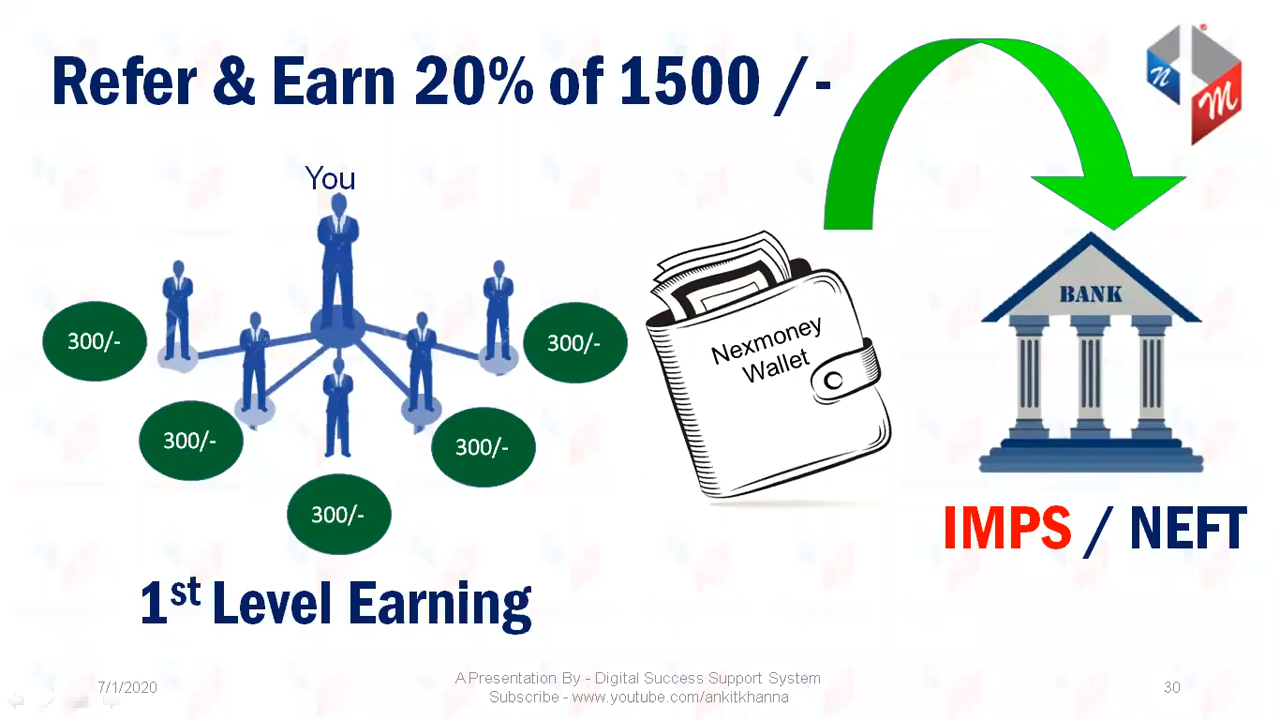 Refer & Earn 20% of 1500 /-
n
M
You
300/-
300/-
300/-
300/-
300/-
Nexmoney
Wallet
BANK
IMPS / NEFT
1st Level Earning
7/1/2020
A Presentation By - Digital Success Support System
Subscribe - www.youtube.com/ankitkhanna
30